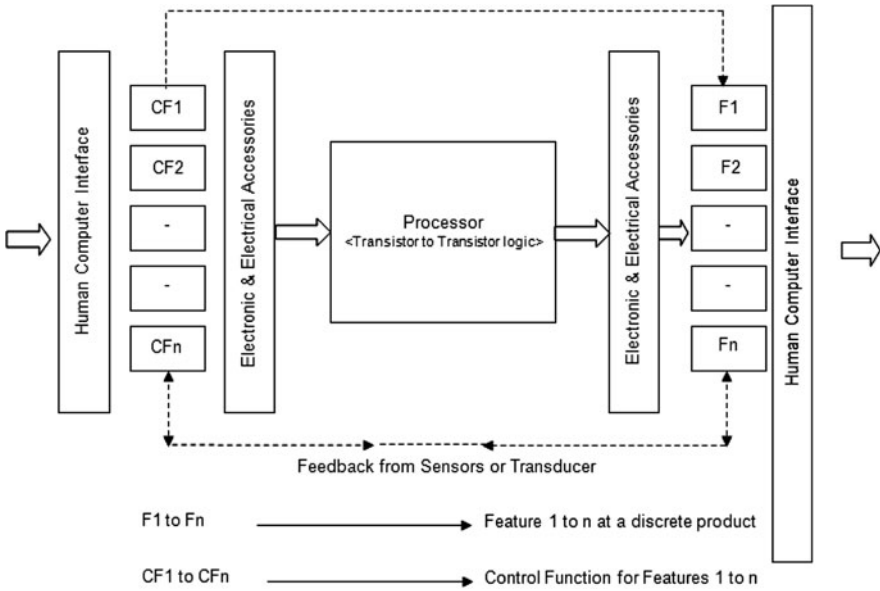 Human Computer Interface
CF1
CF2
-
-
CFn
Electronic & Electrical Accessories
Processor
<Transistor to Transistor logic>
Electronic & Electrical Accessories
F1
F2
-
-
Fn
Human Computer Interface
Feedback from Sensors or Transducer
F1 to Fn
Feature 1 to n at a discrete product
CF1 to CFn
Control Function for Features 1 to n